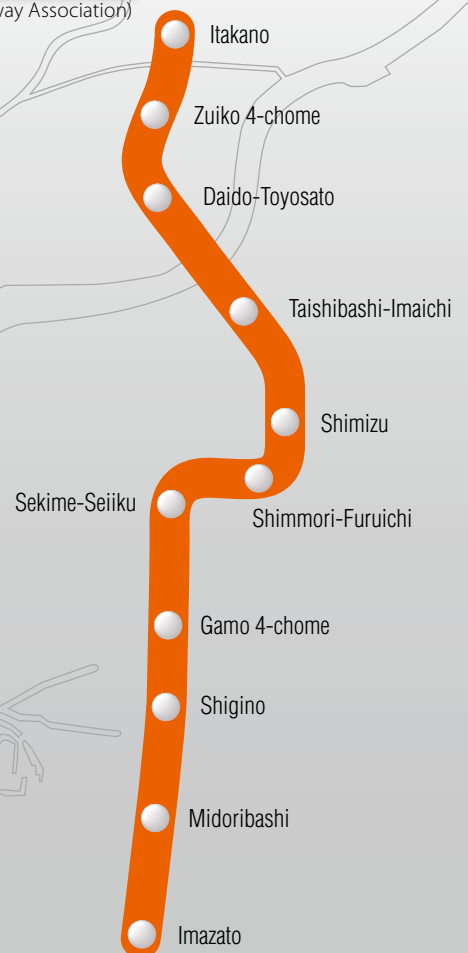 way Association)
Itakano
Zuiko 4-chome
Daido-Toyosato
Taishibashi-Imaichi
Shimizu
Shimmori-Furuichi
Sekime-Seiiku
Gamo 4-chome
Shigino
Midoribashi
Imazato